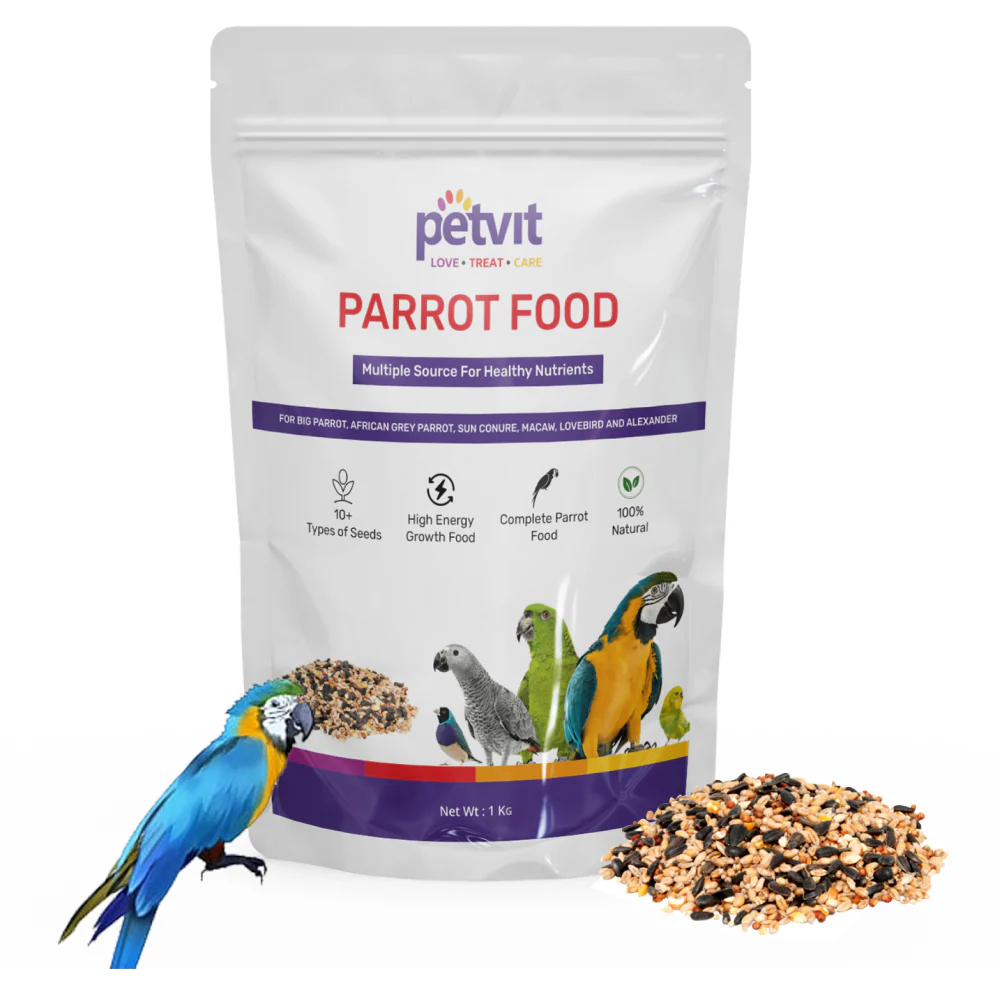 petvit
LOVE • TREAT • CARE
PARROT FOOD
Multiple Source For Healthy Nutrients
FOR BIG PARROT, AFRICAN GREY PARROT, SUN CONURE, MACAW, LOVEBIRD AND ALEXANDER
10+
Types of Seeds
High Energy
Growth Food
Complete Parrot
Food
100%
Natural
Net Wt : 1 KG